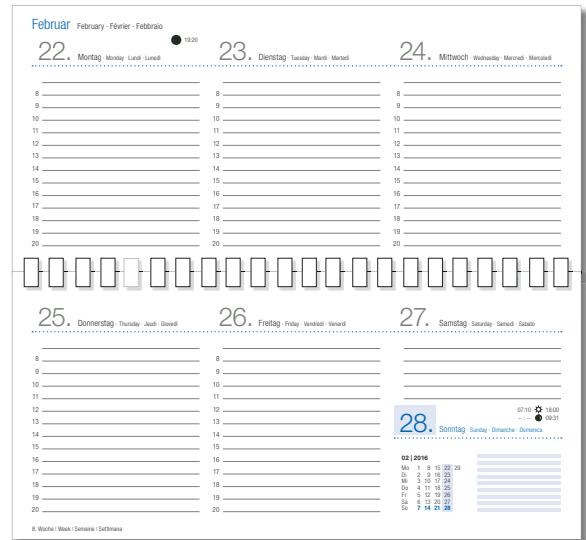 Februar February · Février · Febbraio
19:20
22. Montag · Monday · Lundi · Lunedì
23. Dienstag · Tuesday · Mardi · Martedì
24. Mittwoch · Wednesday · Mercredi · Mercoledì
8 8 8
9 9 9
10 10 10
11 11 11
12 12 12
13 13 13
14 14 14
15 15 15
16 16 16
17 17 17
18 18 18
19 19 19
20 20 20
25. Donnerstag · Thursday · Jeudi · Giovedì
26. Freitag · Friday · Vendredi · Venerdì
27. Samstag · Saturday · Samedi · Sabato
8 8
9 9
10 10
11 11
12 12
13 13
14 14
15 15
16 16
17 17
18 18
19 19
20 20
07:10 18:00
--:-- 09:31
28. Sonntag · Sunday · Dimanche · Domenica
02 | 2016
Mo 1 8 15 22 29
Di 2 9 16 23
Mi 3 10 17 24
Do 4 11 18 25
Fr 5 12 19 26
Sa 6 13 20 27
So 7 14 21 28
8. Woche | Week | Semaine | Settimana